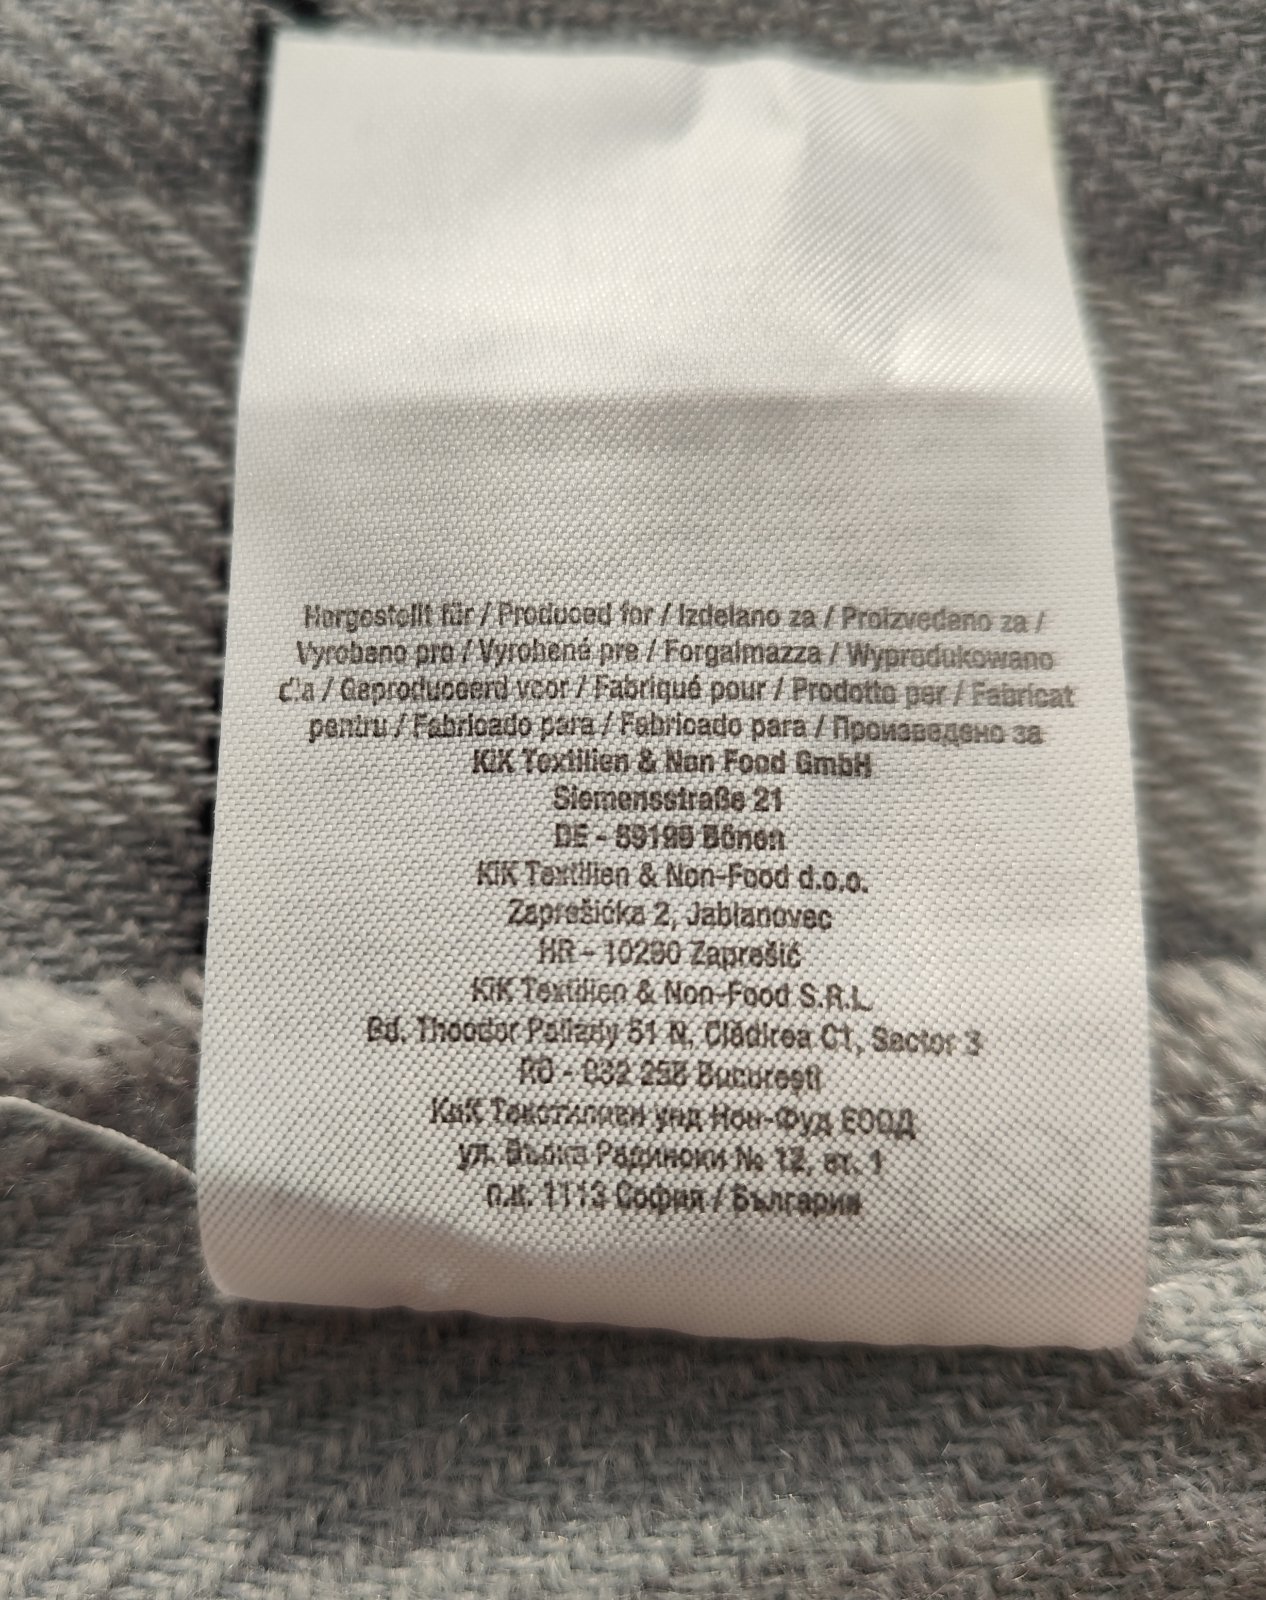 Hergestellt für / Produced for / Izdelano za / Proizvedeno za /
Vyrobeno pro / Vyrobené pre / Forgalmazza / Wyprodukowano
dla / Geproduceerd voor / Fabriqué pour / Prodotto per / Fabricat
pentru / Fabricado para / Fabricado para / Произведено за
KiK Textilien & Non Food GmbH
Siemensstraße 21
DE - 59199 Bönen
KiK Textilien & Non-Food d.o.o.
Zaprešićka 2, Jablanovec
HR - 10290 Zaprešić
KiK Textilien & Non-Food S.R.L.
Bd. Theodor Pallady 51 N, Clădirea C1, Sector 3
RO - 032 258 Bucureşti
КиК Текстилиен унд Нон-Фуд ЕООД
ул. Вълка Радински № 12, ет. 1
п.к. 1113 София / България